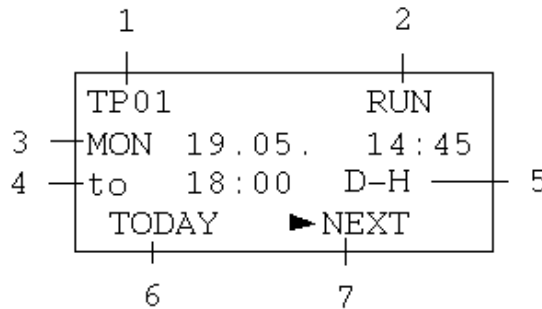 1 2
TP01 RUN
3 MON 19.05. 14:45
4 to 18:00 D-H 5
TODAY ►NEXT
6 7